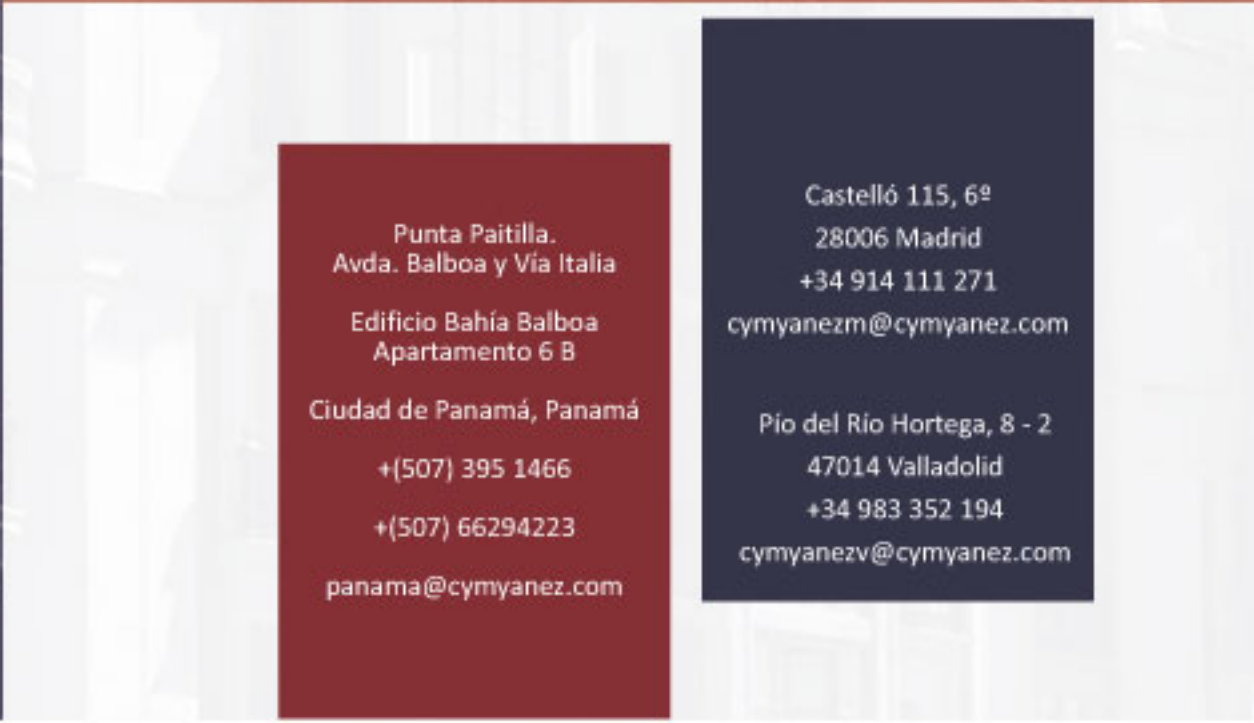 Punta Paitilla.
Avda. Balboa y Vía Italia
Edificio Bahía Balboa
Apartamento 6 B
Ciudad de Panamá, Panamá
+(507) 395 1466
+(507) 66294223
panama@cymyanez.com
Castelló 115, 6º
28006 Madrid
+34 914 111 271
cymyanezm@cymyanez.com
Pío del Río Hortega, 8 - 2
47014 Valladolid
+34 983 352 194
cymyanezv@cymyanez.com